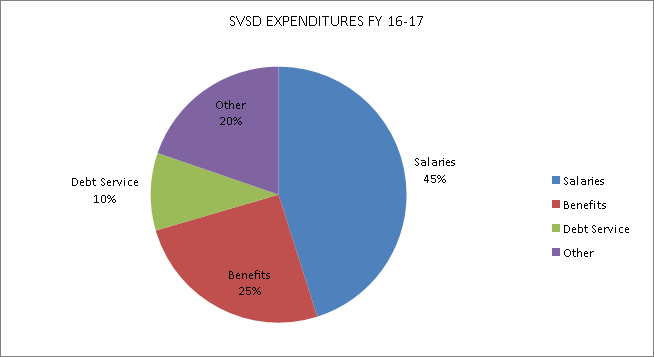 SVSD EXPENDITURES FY 16-17
Other
20%
Salaries
45%
Debt Service
10%
Benefits
25%
Salaries
Benefits
Debt Service
Other